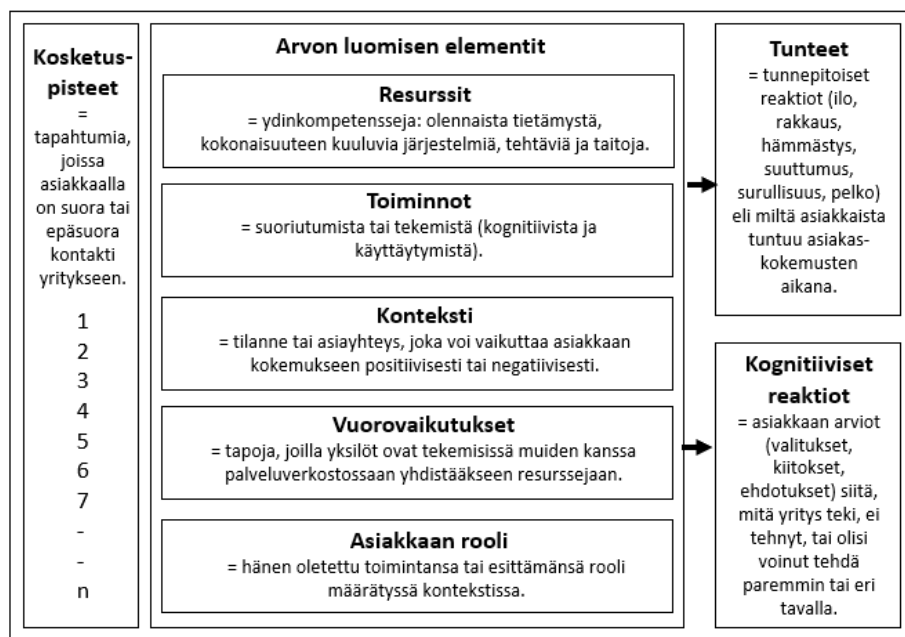 Kosketus-
pisteet
=
tapahtumia,
joissa
asiakkaalla
on suora tai
epäsuora
kontakti
yritykseen.
1
2
3
4
5
6
7
-
-
n
Arvon luomisen elementit
Resurssit
= ydinkompetensseja: olennaista tietämystä,
kokonaisuuteen kuuluvia järjestelmiä, tehtäviä ja taitoja.
Toiminnot
= suoriutumista tai tekemistä (kognitiivista ja
käyttäytymistä).
Konteksti
= tilanne tai asiayhteys, joka voi vaikuttaa asiakkaan
kokemukseen positiivisesti tai negatiivisesti.
Vuorovaikutukset
= tapoja, joilla yksilöt ovat tekemisissä muiden kanssa
palveluverkostossaan yhdistääkseen resurssejaan.
Asiakkaan rooli
= hänen oletettu toimintansa tai esittämänsä rooli
määrätyssä kontekstissa.
Tunteet
= tunnepitoiset
reaktiot (ilo,
rakkaus,
hämmästys,
suuttumus,
surullisuus, pelko)
eli miltä asiakkaista
tuntuu asiakas-
kokemusten
aikana.
Kognitiiviset
reaktiot
= asiakkaan arviot
(valitukset,
kiitokset,
ehdotukset) siitä,
mitä yritys teki, ei
tehnyt, tai olisi
voinut tehdä
paremmin tai eri
tavalla.